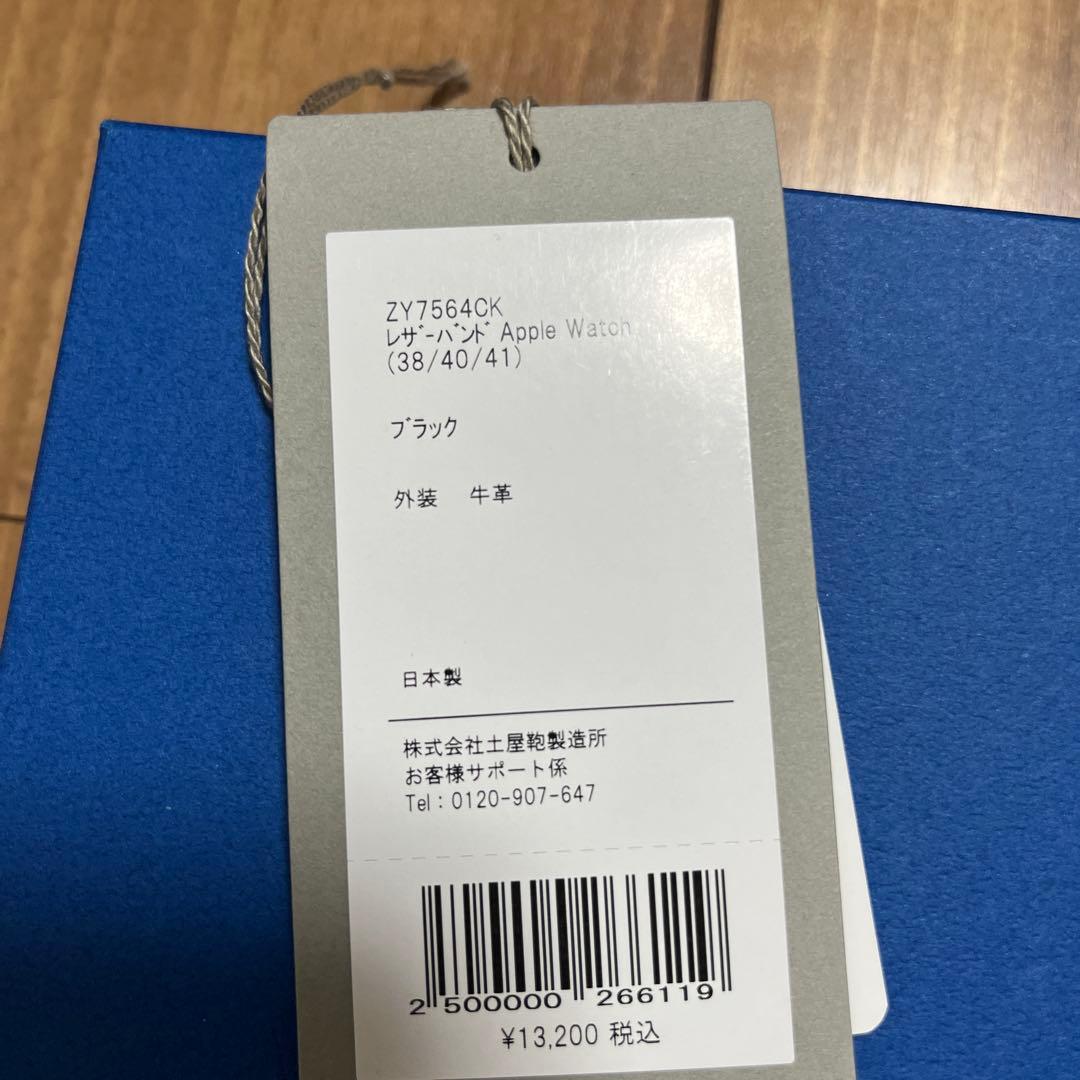 ZY7564CK
レザーバンド Apple Watch
(38/40/41)
ブラック
外装 牛革
日本製
株式会社土屋鞄製造所
お客様サポート係
Tel：0120-907-647
2 500000 266119
¥13,200 税込